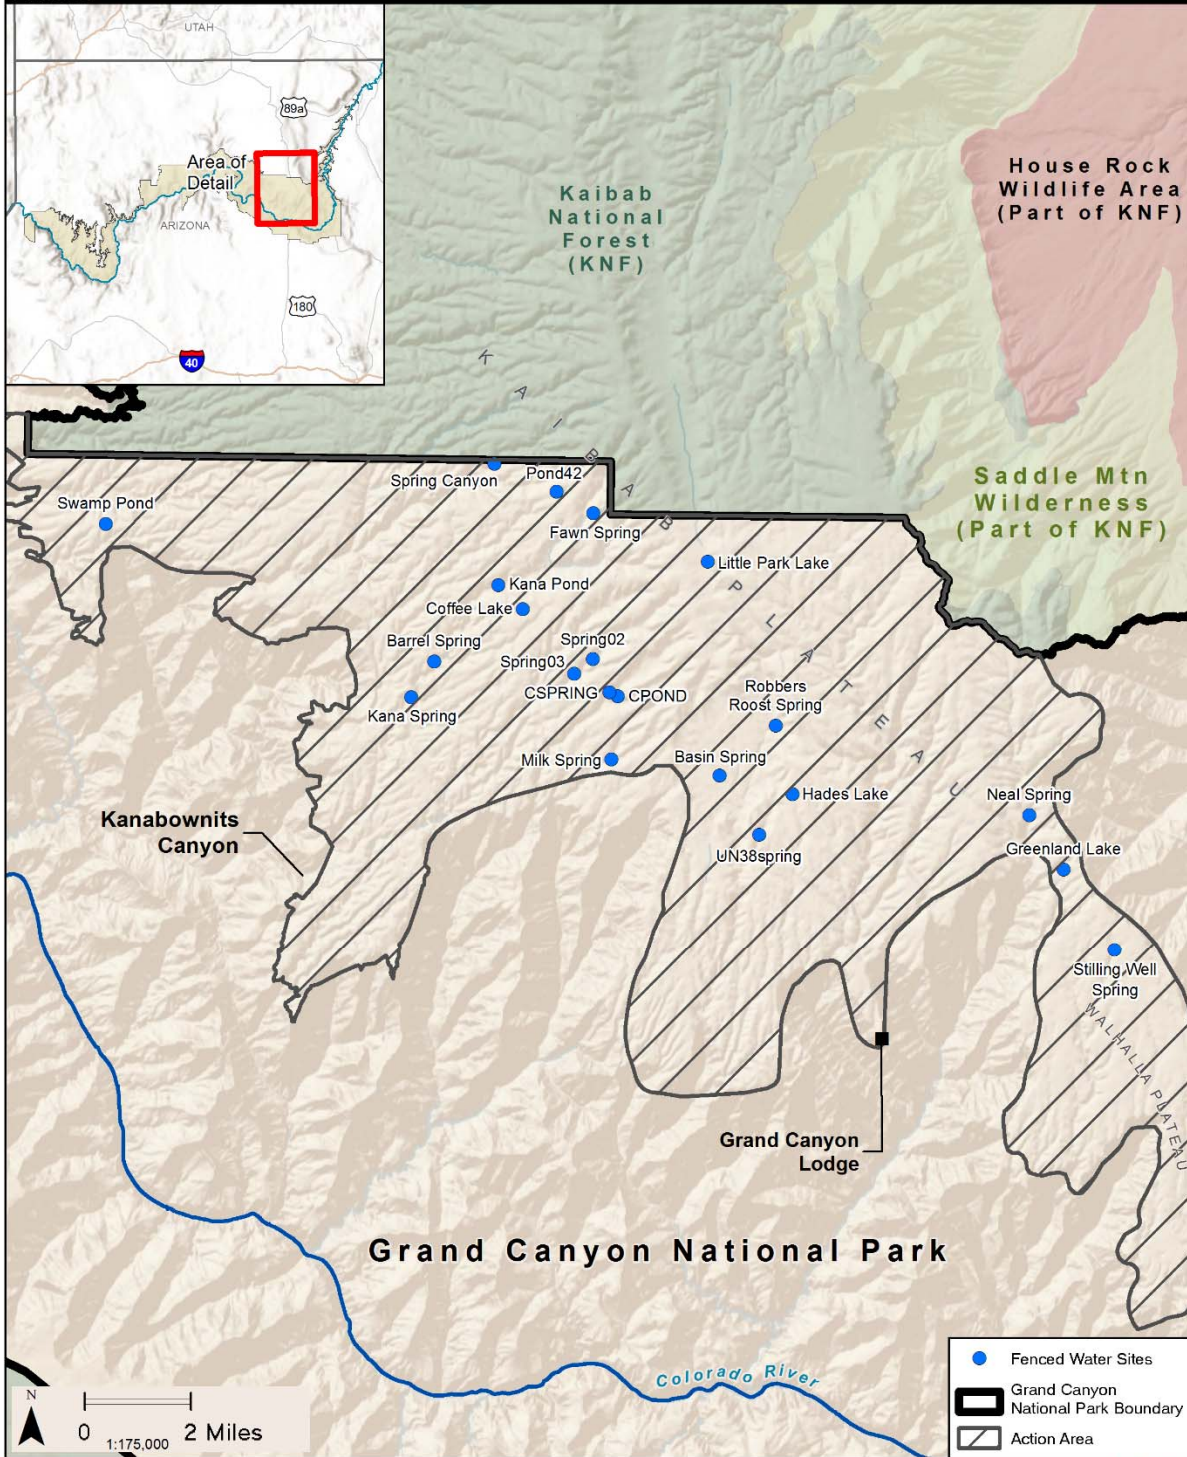 UTAH
89a
Area of
Detail
ARIZONA
180
40
House Rock
Wildlife Area
(Part of KNF)
Kaibab
National
Forest
(KNF)
KAIBAB PLATEAU
Saddle Mtn
Wilderness
(Part of KNF)
Spring Canyon
Pond42
Swamp Pond
Fawn Spring
Little Park Lake
Kana Pond
Coffee Lake
Barrel Spring
Spring02
Spring03
CSPRING
CPOND
Kana Spring
Robbers
Roost Spring
Milk Spring
Basin Spring
Hades Lake
Neal Spring
Kanabownits
Canyon
UN38spring
Greenland Lake
Stilling Well
Spring
WALHALLA PLATEAU
Grand Canyon
Lodge
Grand Canyon National Park
Colorado River
N
0 2 Miles
1:175,000
Fenced Water Sites
Grand Canyon
National Park Boundary
Action Area